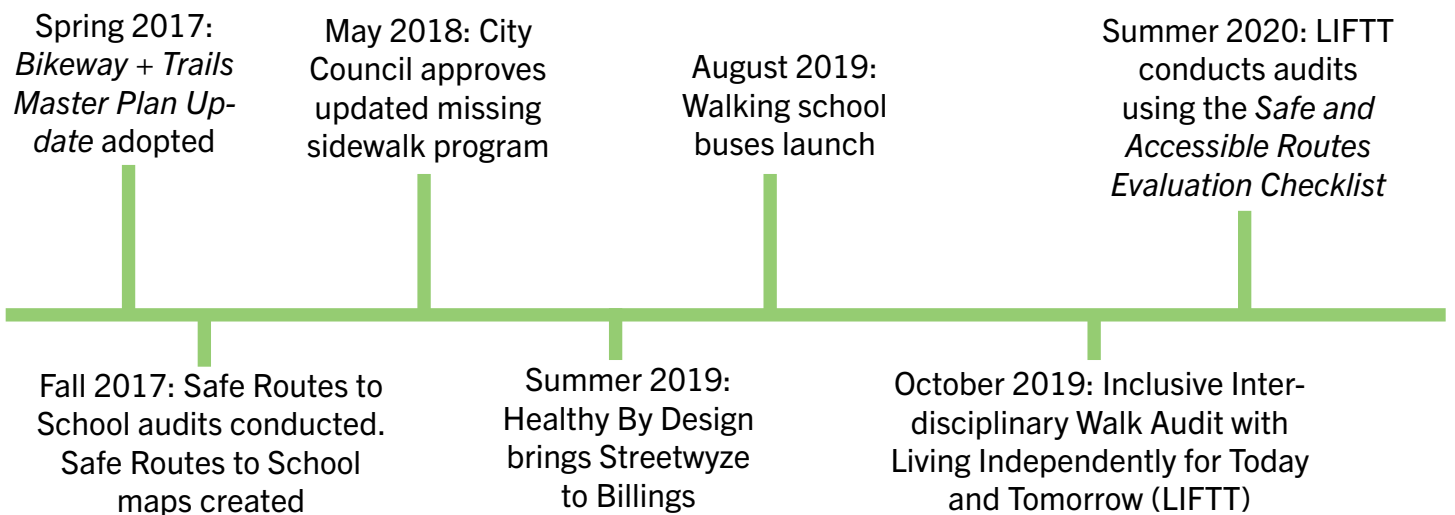 Spring 2017:
Bikeway + Trails
Master Plan Up-
date adopted
May 2018: City
Council approves
updated missing
sidewalk program
August 2019:
Walking school
buses launch
Summer 2020: LIFTT
conducts audits
using the Safe and
Accessible Routes
Evaluation Checklist
Fall 2017: Safe Routes to
School audits conducted.
Safe Routes to School
maps created
Summer 2019:
Healthy By Design
brings Streetwyze
to Billings
October 2019: Inclusive Inter-
disciplinary Walk Audit with
Living Independently for Today
and Tomorrow (LIFTT)